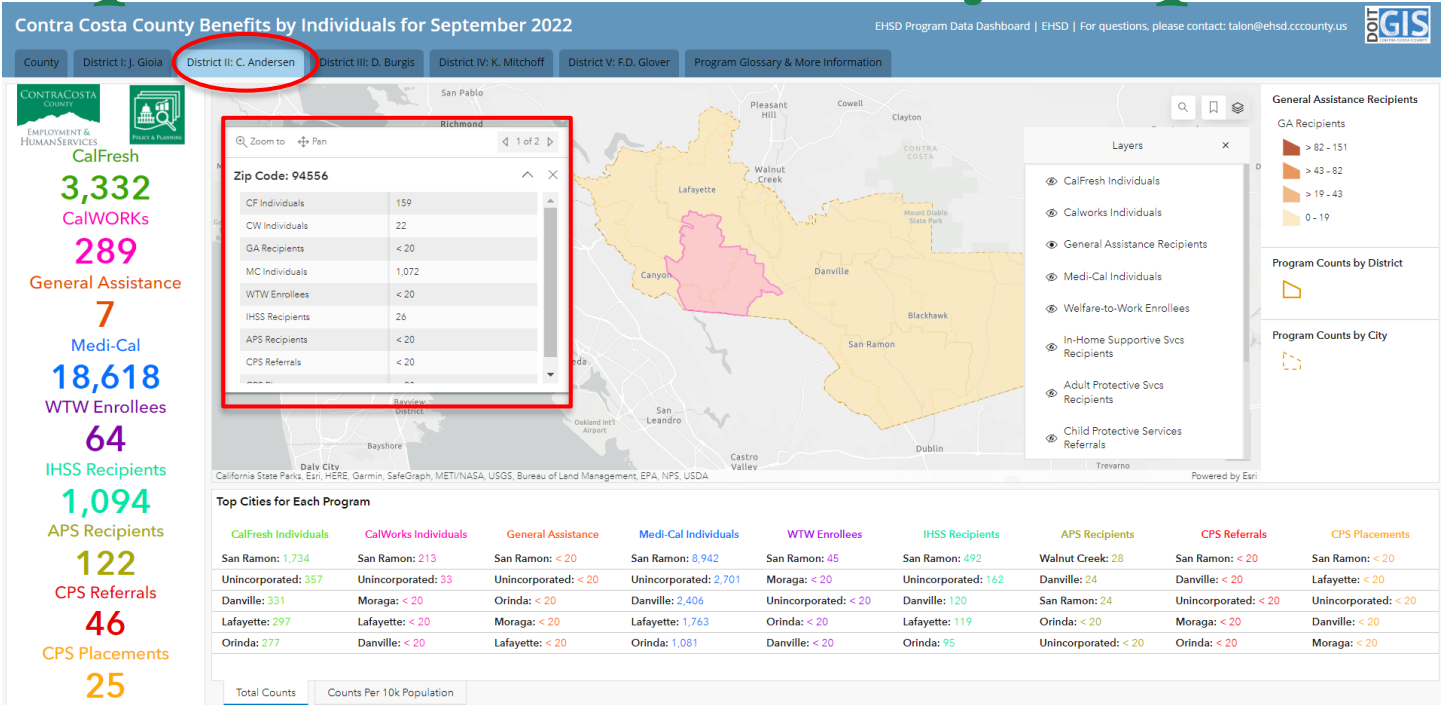 Contra Costa County Benefits by Individuals for September 2022
EHSD Program Data Dashboard | EHSD | For questions, please contact: talon@ehsd.cccounty.us
DOIT GIS
CONTRA COSTA COUNTY
County
District I: J. Gioia
District II: C. Andersen
District III: D. Burgis
District IV: K. Mitchoff
District V: F.D. Glover
Program Glossary & More Information
CONTRA COSTA
COUNTY
EMPLOYMENT &
HUMAN SERVICES
POLICY & PLANNING
CalFresh
3,332
CalWORKs
289
General Assistance
7
Medi-Cal
18,618
WTW Enrollees
64
IHSS Recipients
1,094
APS Recipients
122
CPS Referrals
46
CPS Placements
25
San Pablo
Richmond
Pleasant
Hill
Cowell
Clayton
CONTRA
COSTA
Walnut
Creek
Lafayette
Mount Diablo
State Park
Canyon
Danville
Blackhawk
San Ramon
San
Leandro
Oakland Int'l
Airport
Bayview
District
Bayshore
Daly City
Castro
Valley
Dublin
Trevarno
Zoom to
Pan
1 of 2
Zip Code: 94556
CF Individuals 159
CW Individuals 22
GA Recipients < 20
MC Individuals 1,072
WTW Enrollees < 20
IHSS Recipients 26
APS Recipients < 20
CPS Referrals < 20
Layers
CalFresh Individuals
Calworks Individuals
General Assistance Recipients
Medi-Cal Individuals
Welfare-to-Work Enrollees
In-Home Supportive Svcs
Recipients
Adult Protective Svcs
Recipients
Child Protective Services
Referrals
General Assistance Recipients
GA Recipients
> 82 - 151
> 43 - 82
> 19 - 43
0 - 19
Program Counts by District
Program Counts by City
California State Parks, Esri, HERE, Garmin, SafeGraph, METI/NASA, USGS, Bureau of Land Management, EPA, NPS, USDA
Powered by Esri
Top Cities for Each Program
CalFresh Individuals CalWorks Individuals General Assistance Medi-Cal Individuals WTW Enrollees IHSS Recipients APS Recipients CPS Referrals CPS Placements
San Ramon: 1,734 San Ramon: 213 San Ramon: < 20 San Ramon: 8,942 San Ramon: 45 San Ramon: 492 Walnut Creek: 28 San Ramon: < 20 San Ramon: < 20
Unincorporated: 357 Unincorporated: 33 Unincorporated: < 20 Unincorporated: 2,701 Moraga: < 20 Unincorporated: 162 Danville: 24 Danville: < 20 Lafayette: < 20
Danville: 331 Moraga: < 20 Orinda: < 20 Danville: 2,406 Unincorporated: < 20 Danville: 120 San Ramon: 24 Unincorporated: < 20 Unincorporated: < 20
Lafayette: 297 Lafayette: < 20 Moraga: < 20 Lafayette: 1,763 Orinda: < 20 Lafayette: 119 Orinda: < 20 Moraga: < 20 Danville: < 20
Orinda: 277 Danville: < 20 Lafayette: < 20 Orinda: 1,081 Danville: < 20 Orinda: 95 Unincorporated: < 20 Orinda: < 20 Moraga: < 20
Total Counts
Counts Per 10k Population